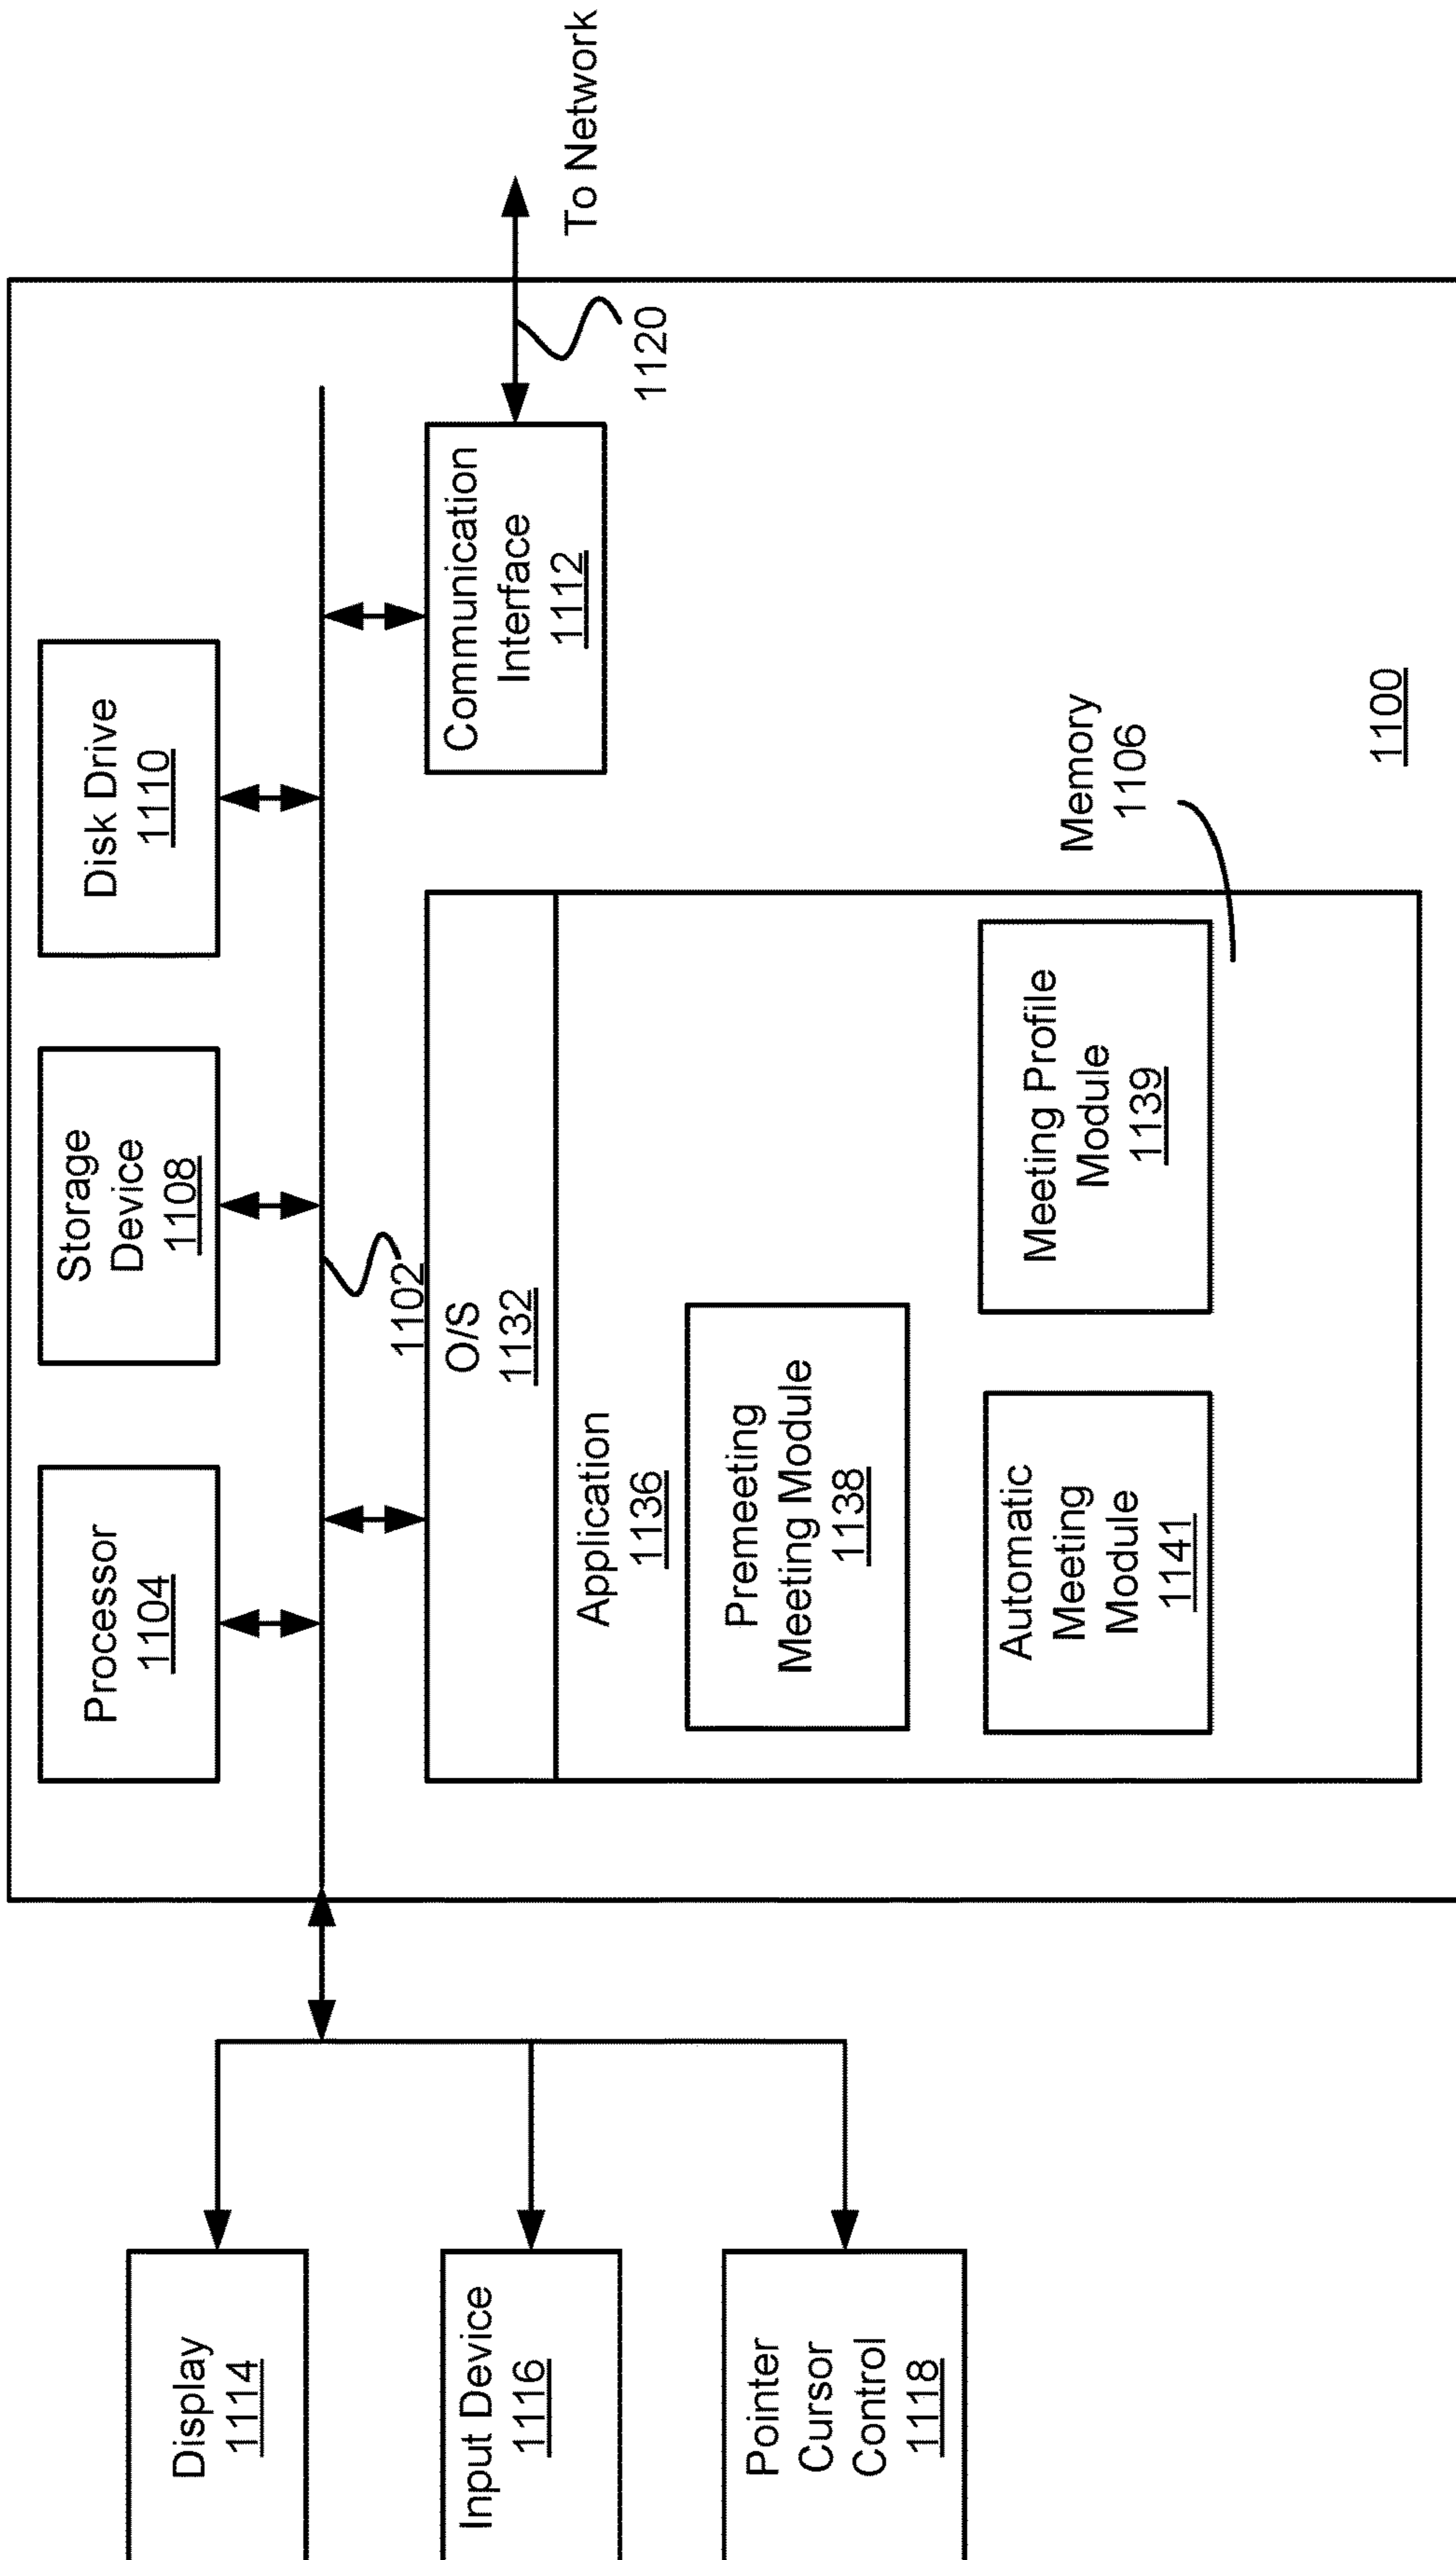 Display
1114
Input Device
1116
Pointer
Cursor
Control
1118
Processor
1104
Storage
Device
1108
Disk Drive
1110
1102
O/S
1132
Application
1136
Premeeting
Meeting Module
1138
Automatic
Meeting
Module
1141
Meeting Profile
Module
1139
Memory
1106
Communication
Interface
1112
1120
To Network
1100